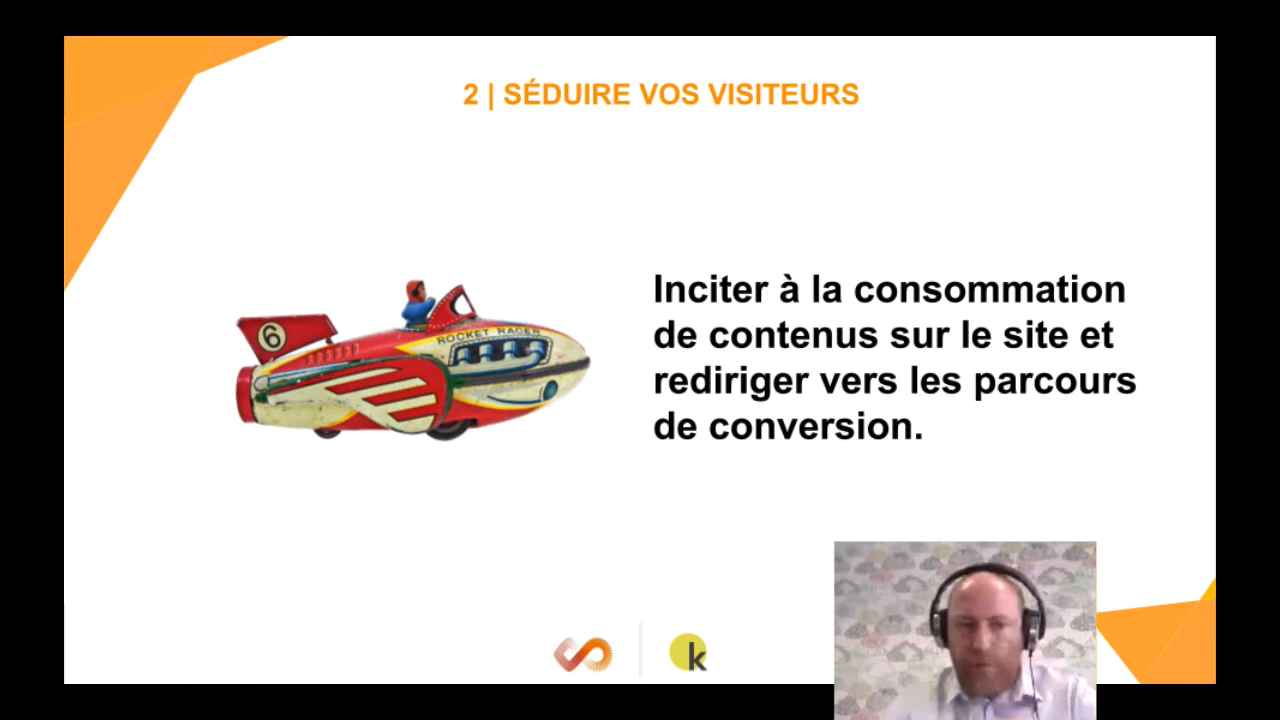 2 | SÉDUIRE VOS VISITEURS
6
ROCKET RACER
Inciter à la consommation
de contenus sur le site et
rediriger vers les parcours
de conversion.
k